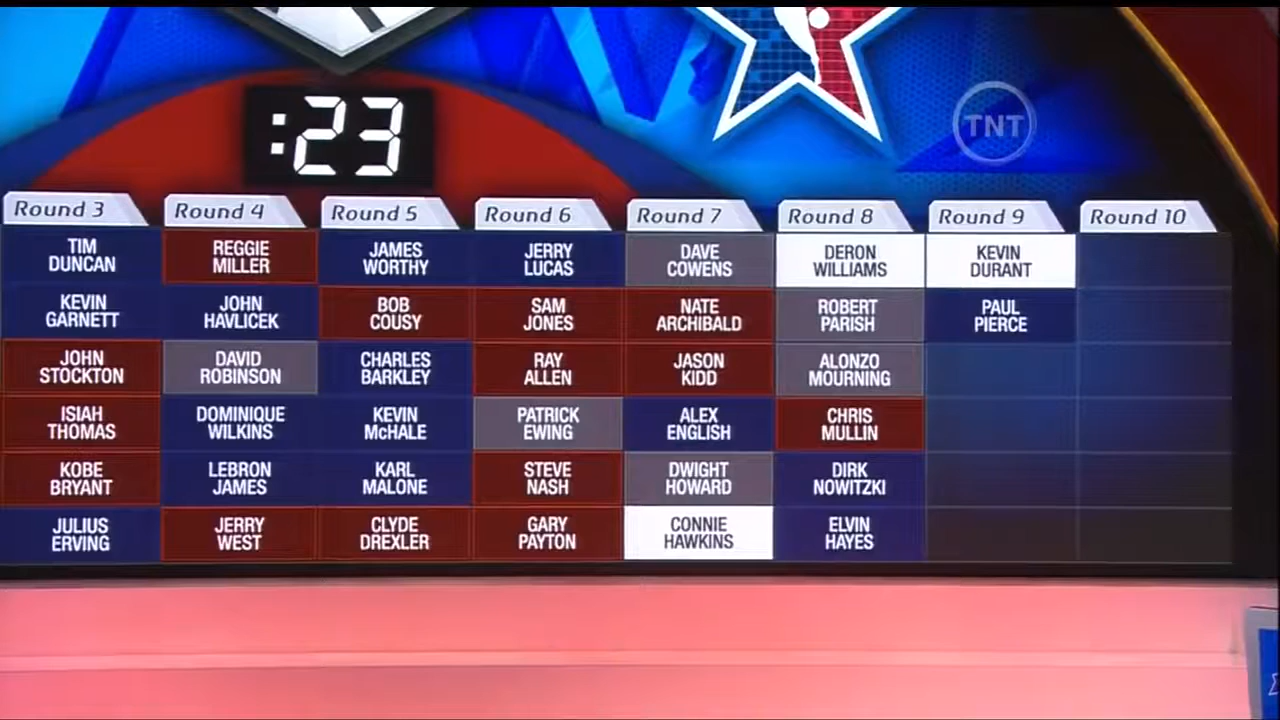 :23
TNT
Round 3
Round 4
Round 5
Round 6
Round 7
Round 8
Round 9
Round 10
TIM
DUNCAN
REGGIE
MILLER
JAMES
WORTHY
JERRY
LUCAS
DAVE
COWENS
DERON
WILLIAMS
KEVIN
DURANT
KEVIN
GARNETT
JOHN
HAVLICEK
BOB
COUSY
SAM
JONES
NATE
ARCHIBALD
ROBERT
PARISH
PAUL
PIERCE
JOHN
STOCKTON
DAVID
ROBINSON
CHARLES
BARKLEY
RAY
ALLEN
JASON
KIDD
ALONZO
MOURNING
ISIAH
THOMAS
DOMINIQUE
WILKINS
KEVIN
McHALE
PATRICK
EWING
ALEX
ENGLISH
CHRIS
MULLIN
KOBE
BRYANT
LEBRON
JAMES
KARL
MALONE
STEVE
NASH
DWIGHT
HOWARD
DIRK
NOWITZKI
JULIUS
ERVING
JERRY
WEST
CLYDE
DREXLER
GARY
PAYTON
CONNIE
HAWKINS
ELVIN
HAYES